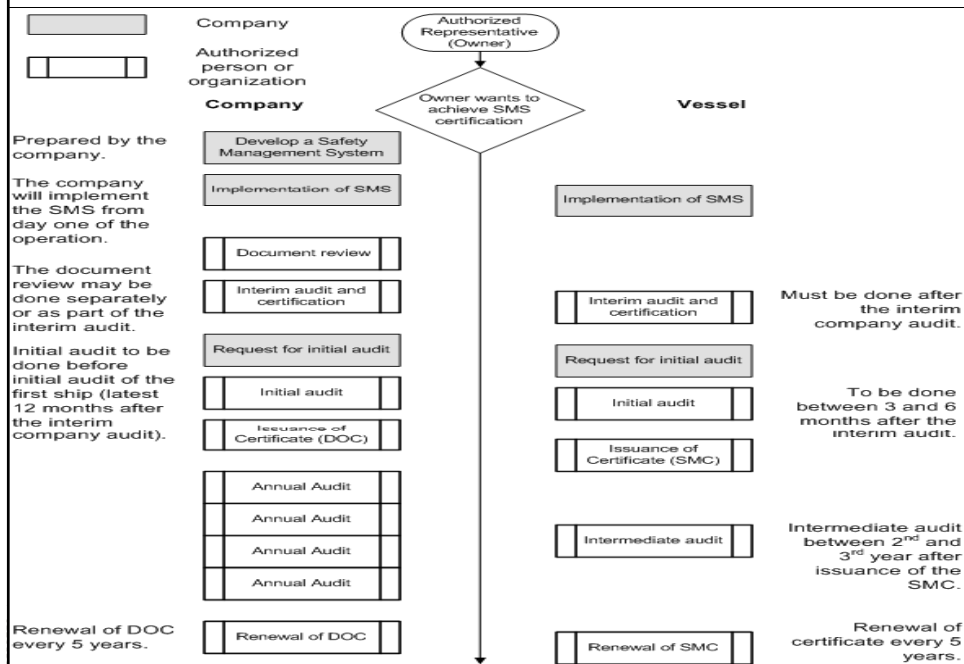 Company
Authorized
person or
organization
Authorized
Representative
(Owner)
Owner wants to
achieve SMS
certification
Company
Vessel
Prepared by the
company.
Develop a Safety
Management System
The company
will implement
the SMS from
day one of the
operation.
Implementation of SMS
Implementation of SMS
Document review
The document
review may be
done separately
or as part of the
interim audit.
Interim audit and
certification
Interim audit and
certification
Must be done after
the interim
company audit.
Initial audit to be
done before
initial audit of the
first ship (latest
12 months after
the interim
company audit).
Request for initial audit
Request for initial audit
Initial audit
Initial audit
To be done
between 3 and 6
months after the
interim audit.
Issuance of
Certificate (DOC)
Issuance of
Certificate (SMC)
Annual Audit
Annual Audit
Annual Audit
Annual Audit
Intermediate audit
Intermediate audit
between 2nd and
3rd year after
issuance of the
SMC.
Renewal of DOC
every 5 years.
Renewal of DOC
Renewal of SMC
Renewal of
certificate every 5
years.